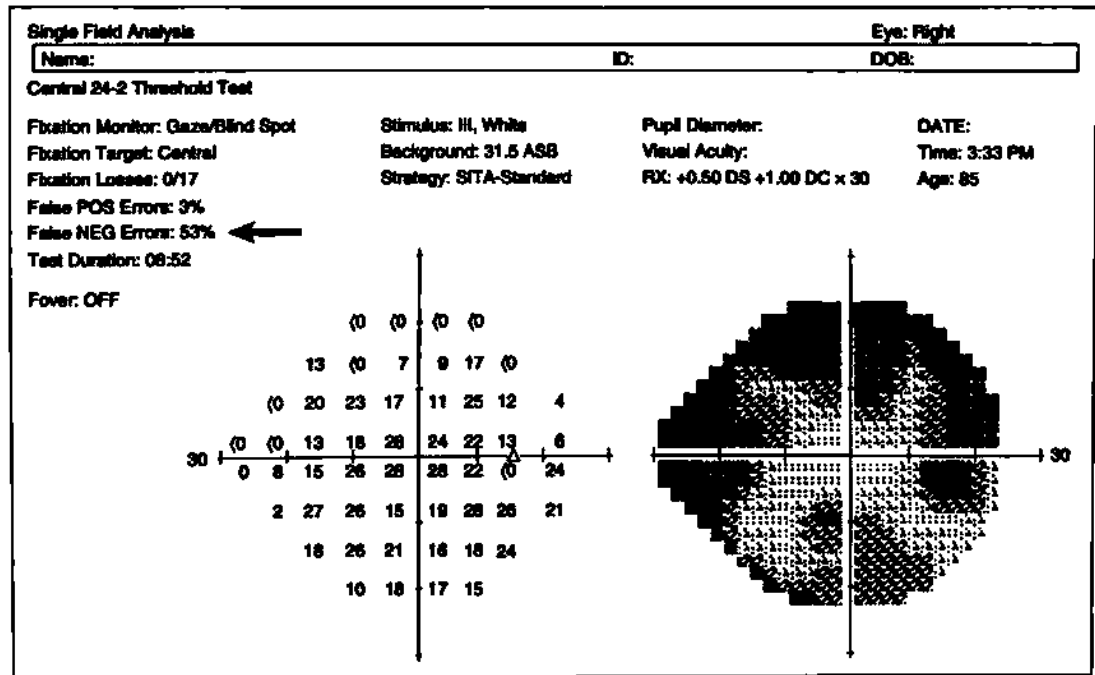 Single Field Analysis Eye: Right
Name: ID: DOB:
Central 24-2 Threshold Test
Fixation Monitor: Gaze/Blind Spot Stimulus: III, White Pupil Diameter: DATE:
Fixation Target: Central Background: 31.5 ASB Visual Acuity: Time: 3:33 PM
Fixation Losses: 0/17 Strategy: SITA-Standard RX: +0.50 DS +1.00 DC x 30 Age: 85
False POS Errors: 3%
False NEG Errors: 53%
Test Duration: 08:52
Fover: OFF
(0 (0 (0 (0
13 (0 7 9 17 (0
(0 20 23 17 11 25 12 4
(0 (0 13 18 28 24 22 13 6
30 30
0 8 15 26 28 28 22 (0 24
2 27 26 15 19 28 26 21
18 26 21 16 18 24
10 18 17 15